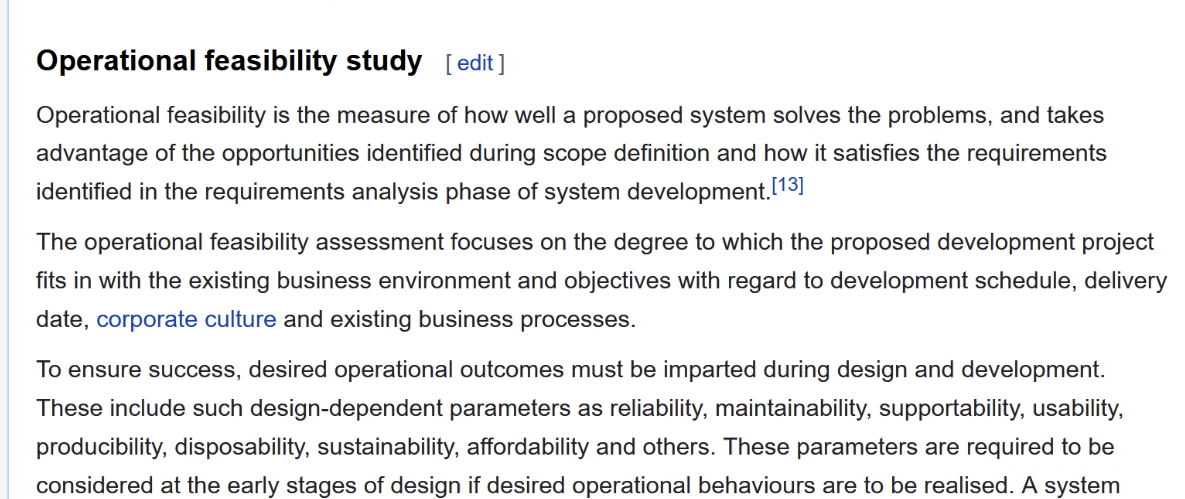 Operational feasibility study [ edit ]
Operational feasibility is the measure of how well a proposed system solves the problems, and takes
advantage of the opportunities identified during scope definition and how it satisfies the requirements
identified in the requirements analysis phase of system development.[13]
The operational feasibility assessment focuses on the degree to which the proposed development project
fits in with the existing business environment and objectives with regard to development schedule, delivery
date, corporate culture and existing business processes.
To ensure success, desired operational outcomes must be imparted during design and development.
These include such design-dependent parameters as reliability, maintainability, supportability, usability,
producibility, disposability, sustainability, affordability and others. These parameters are required to be
considered at the early stages of design if desired operational behaviours are to be realised. A system